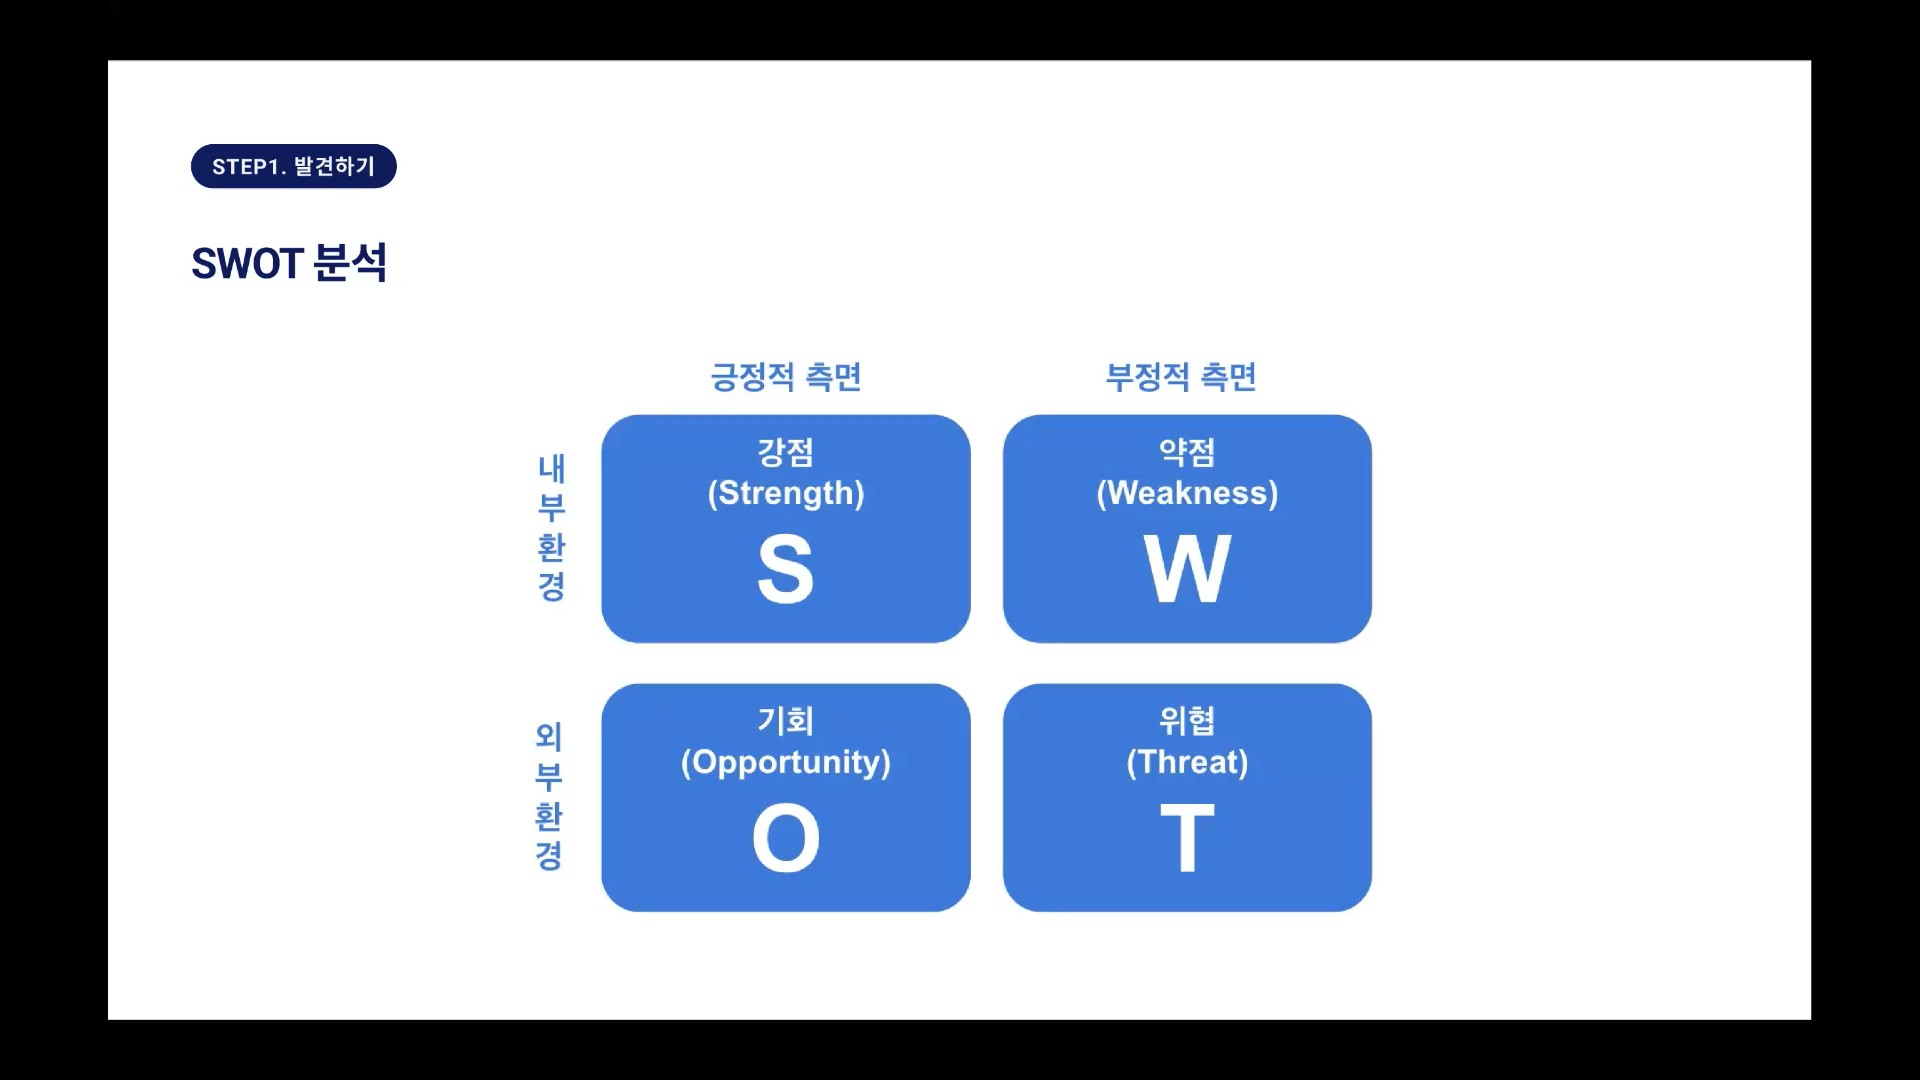 STEP1. 발견하기
SWOT 분석
긍정적 측면
부정적 측면
내부환경
강점
(Strength)
S
약점
(Weakness)
W
외부환경
기회
(Opportunity)
O
위협
(Threat)
T